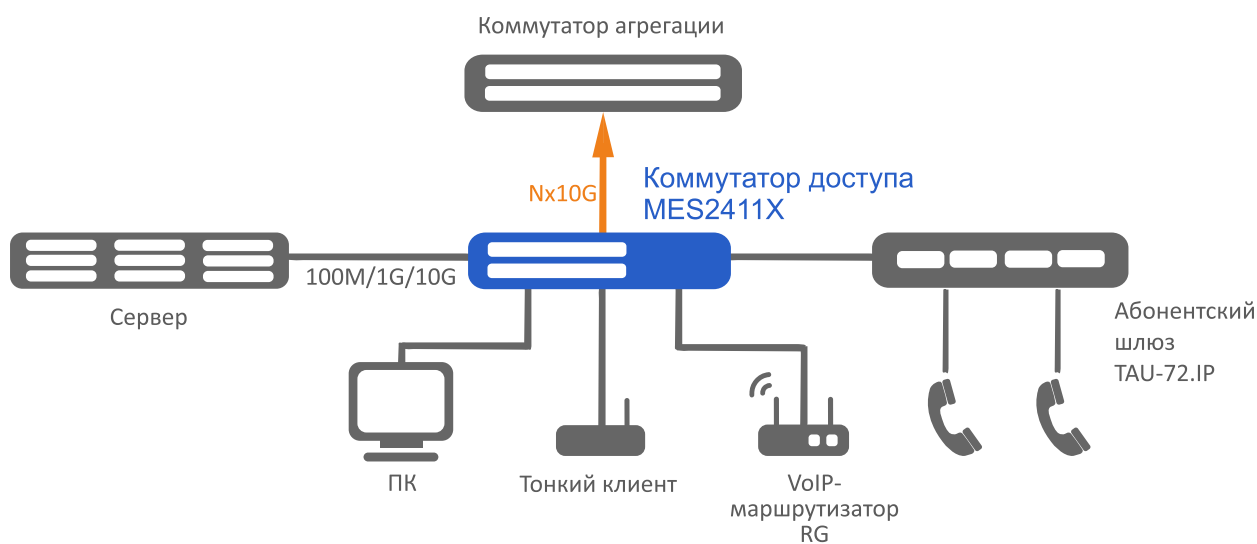 Коммутатор агрегации
Nx10G
Коммутатор доступа
MES2411X
100M/1G/10G
Сервер
Абонентский
шлюз
TAU-72.IP
ПК
Тонкий клиент
VoIP-
маршрутизатор
RG